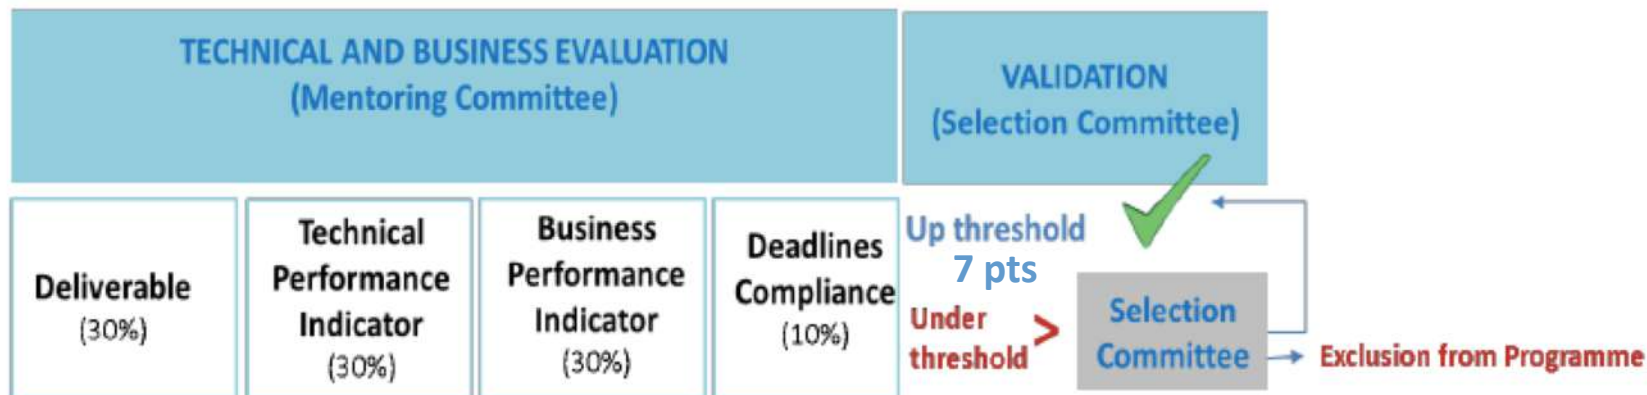 TECHNICAL AND BUSINESS EVALUATION
(Mentoring Committee)
VALIDATION
(Selection Committee)
Deliverable
(30%)
Technical
Performance
Indicator
(30%)
Business
Performance
Indicator
(30%)
Deadlines
Compliance
(10%)
Up threshold
7 pts
Under
threshold
>
Selection
Committee
Exclusion from Programme